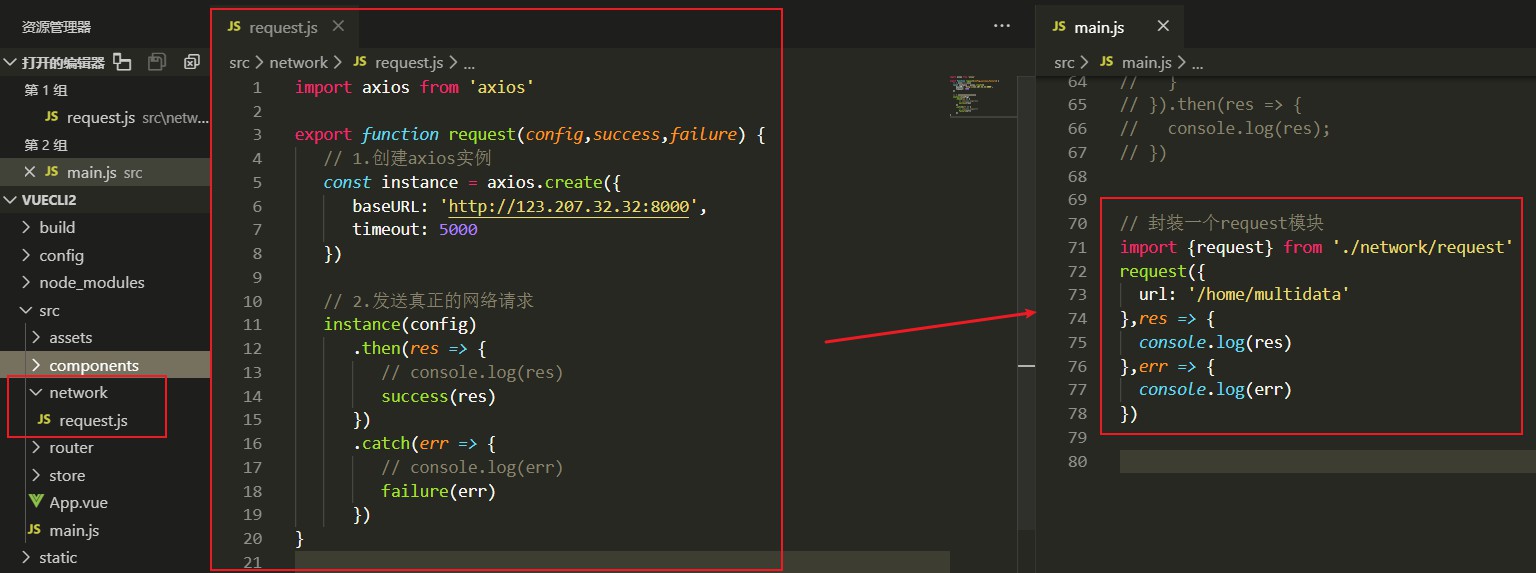 资源管理器
打开的编辑器
第 1 组
JS request.js src\netw...
第 2 组
JS main.js src
VUECLI2
build
config
node_modules
src
assets
components
network
JS request.js
router
store
App.vue
JS main.js
static
JS request.js
src > network > JS request.js > ...
1 import axios from 'axios'
2
3 export function request(config,success,failure) {
4 // 1.创建axios实例
5 const instance = axios.create({
6 baseURL: 'http://123.207.32.32:8000',
7 timeout: 5000
8 })
9
10 // 2.发送真正的网络请求
11 instance(config)
12 .then(res => {
13 // console.log(res)
14 success(res)
15 })
16 .catch(err => {
17 // console.log(err)
18 failure(err)
19 })
20 }
21
JS main.js
src > JS main.js > ...
64 // }
65 // }).then(res => {
66 // console.log(res);
67 // })
68
69
70 // 封装一个request模块
71 import {request} from './network/request'
72 request({
73 url: '/home/multidata'
74 },res => {
75 console.log(res)
76 },err => {
77 console.log(err)
78 })
79
80